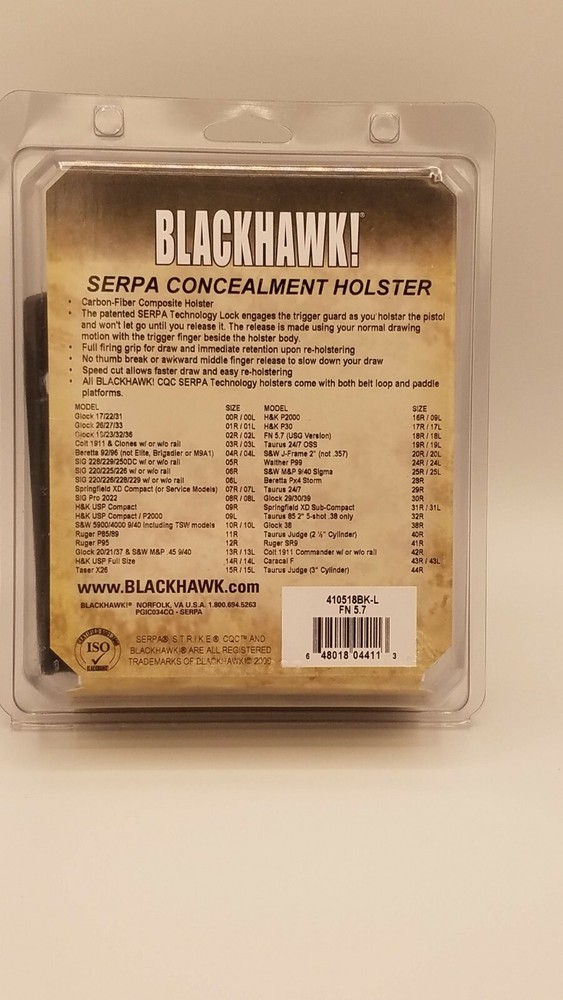 BLACKHAWK!
SERPA CONCEALMENT HOLSTER
• Carbon-Fiber Composite Holster
• The patented SERPA Technology Lock engages the trigger guard as you holster the pistol
and won't let go until you release it. The release is made using your normal drawing
motion with the trigger finger beside the holster body.
• Full firing grip for draw and immediate retention upon re-holstering
• No thumb break or awkward middle finger release to slow down your draw
• Speed cut allows faster draw and easy re-holstering
• All BLACKHAWK! CQC SERPA Technology holsters come with both belt loop and paddle
platforms.
MODEL SIZE
Glock 17/22/31 00R / 00L
Glock 26/27/33 01R / 01L
Glock 19/23/32/36 02R / 02L
Colt 1911 & Clones w/ or w/o rail 03R / 03L
Beretta 92/96 (not Elite, Brigadier or M9A1) 04R / 04L
SIG 228/229/250DC w/ or w/o rail 05R
SIG 220/225/226 w/ or w/o rail 06R
SIG 220/226/228/229 w/ or w/o rail 06L
Springfield XD Compact (or Service Models) 07R / 07L
SIG Pro 2022 08R / 08L
H&K USP Compact 09R
H&K USP Compact / P2000 09L
S&W 5900/4000 9/40 including TSW models 10R / 10L
Ruger P85/89 11R
Ruger P95 12R
Glock 20/21/37 & S&W M&P .45 9/40 13R / 13L
H&K USP Full Size 14R / 14L
Taser X26 15R / 15L
MODEL SIZE
H&K P2000 16R / 09L
H&K P30 17R / 17L
FN 5.7 (USG Version) 18R / 18L
Taurus 24/7 OSS 19R / 19L
S&W J-Frame 2" (not .357) 20R / 20L
Walther P99 24R / 24L
S&W M&P 9/40 Sigma 25R / 25L
Beretta Px4 Storm 28R
Taurus 24/7 29R
Glock 29/30/39 30R
Springfield XD Sub-Compact 31R / 31L
Taurus 85 2" 5-shot .38 only 32R
Glock 38 38R
Taurus Judge (2 ½" Cylinder) 40R
Ruger SR9 41R
Colt 1911 Commander w/ or w/o rail 42R
Caracal F 43R / 43L
Taurus Judge (3" Cylinder) 44R
www.BLACKHAWK.com
BLACKHAWK!® NORFOLK, VA U.S.A. 1.800.694.5263
PGIC034CQ - SERPA
410518BK-L
FN 5.7
6 48018 04411 3
ISO
BLACKHAWK!
SERPA® S.T.R.I.K.E.® CQC™ AND
BLACKHAWK!® ARE ALL REGISTERED
TRADEMARKS OF BLACKHAWK!© 2009